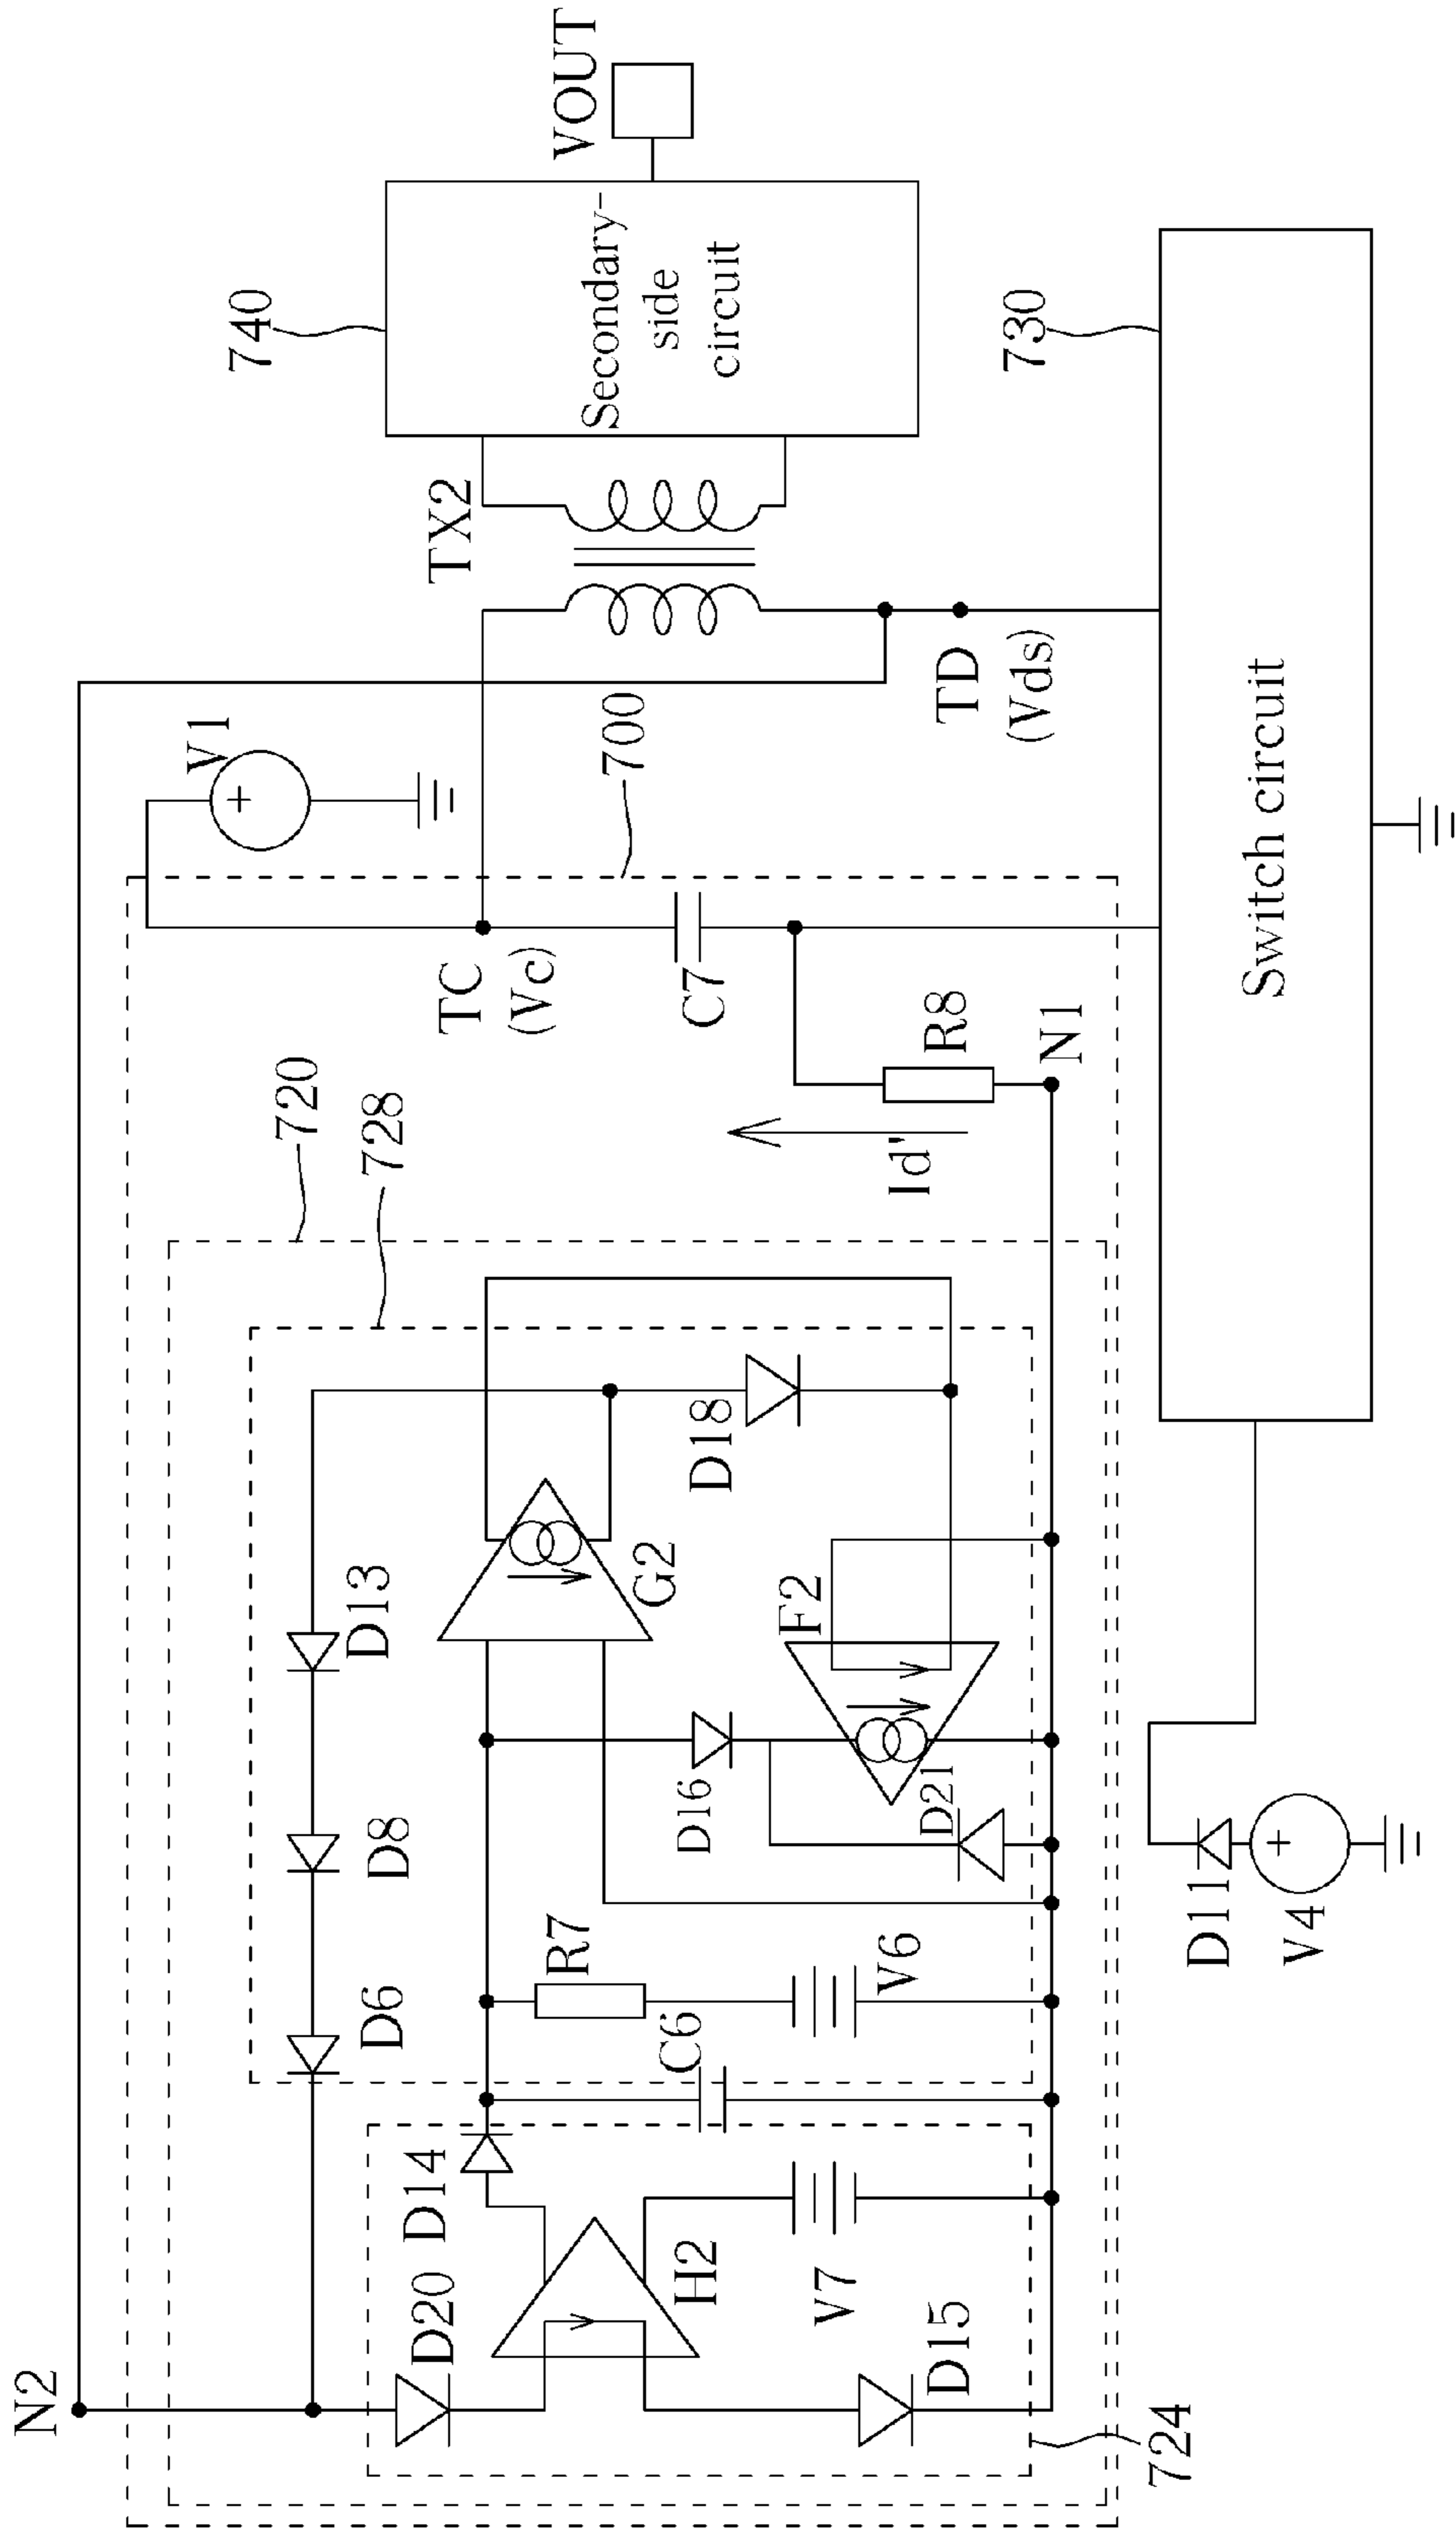 N2
V1
740
TX2
VOUT
Secondary-
side
circuit
700
TC
(Vc)
C7
TD
(Vds)
730
720
728
R8
N1
Id'
D13
D8
D6
G2
D18
F2
D16
D21
R7
V6
C6
D14
D20
H2
V7
D15
724
D11
V4
Switch circuit
+
+